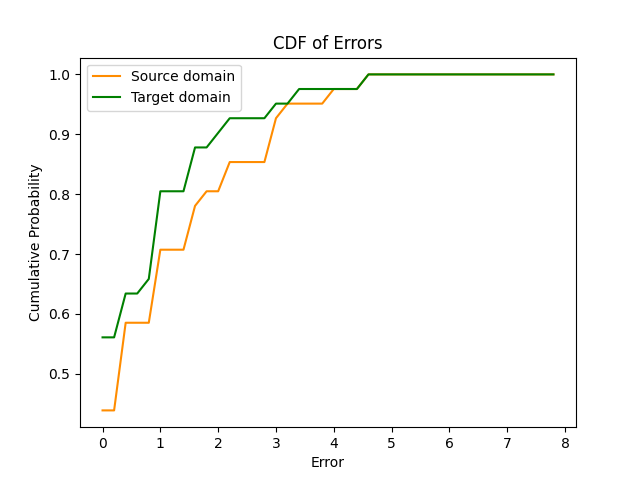 CDF of Errors
Source domain
Target domain
1.0
0.9
0.8
0.7
0.6
0.5
Cumulative Probability
0 1 2 3 4 5 6 7 8
Error